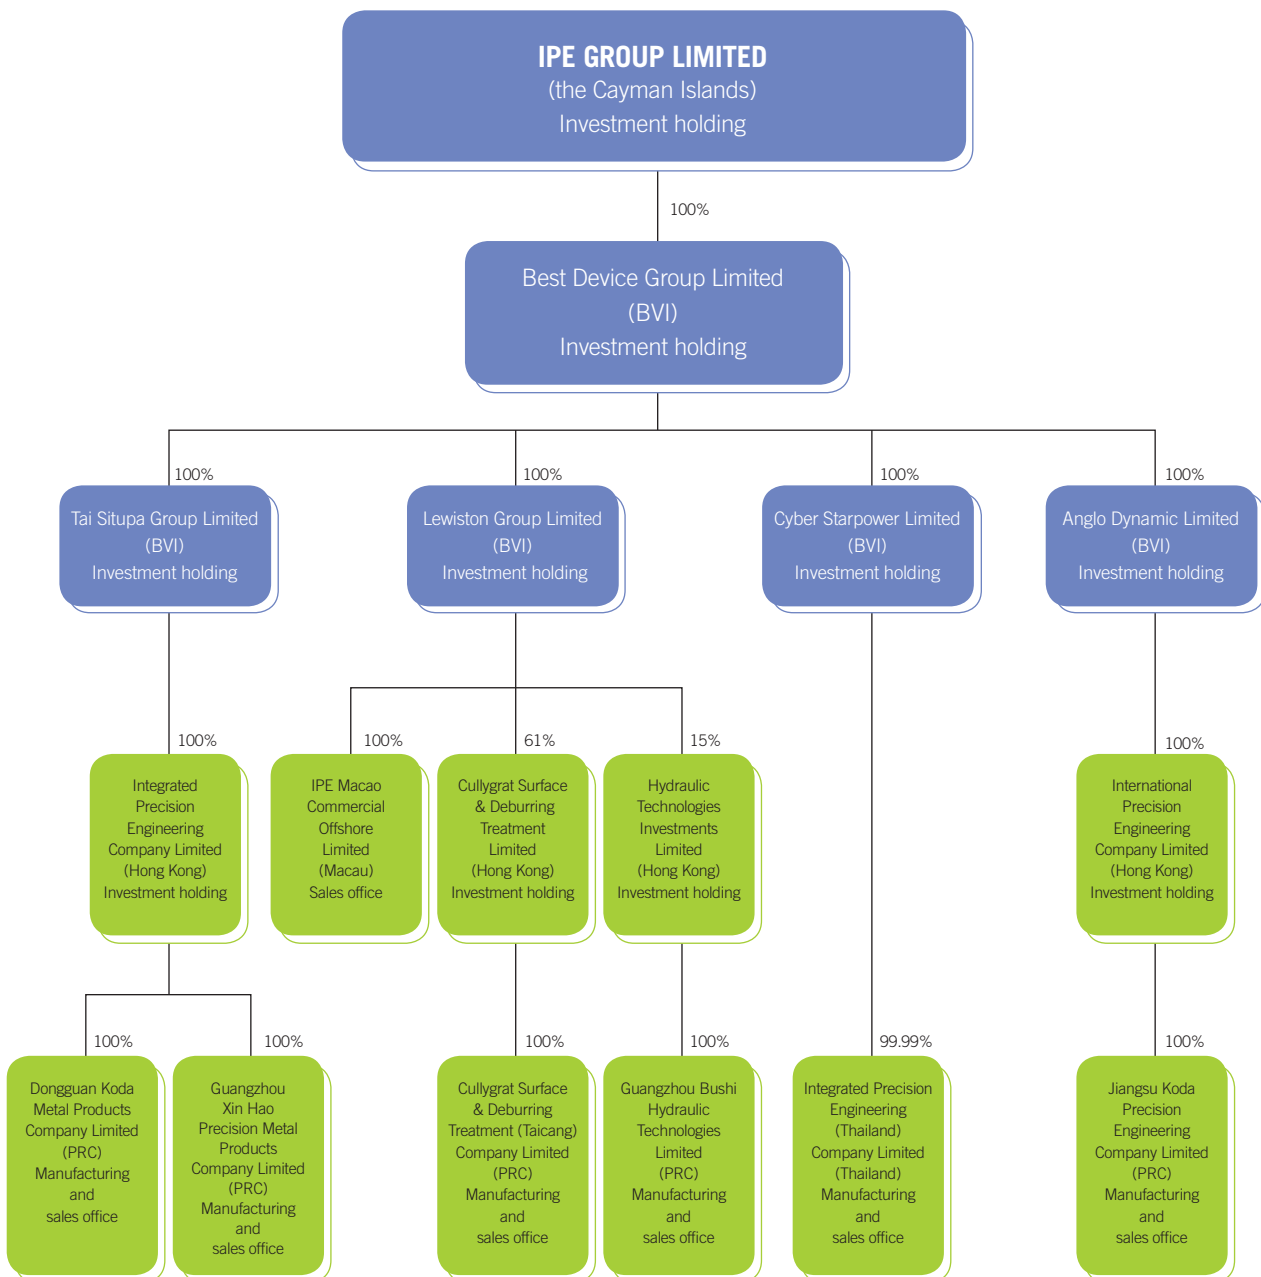 IPE GROUP LIMITED
(the Cayman Islands)
Investment holding
100%
Best Device Group Limited
(BVI)
Investment holding
100%
Tai Situpa Group Limited
(BVI)
Investment holding
100%
Lewiston Group Limited
(BVI)
Investment holding
100%
Cyber Starpower Limited
(BVI)
Investment holding
100%
Anglo Dynamic Limited
(BVI)
Investment holding
100%
Integrated
Precision
Engineering
Company Limited
(Hong Kong)
Investment holding
100%
IPE Macao
Commercial
Offshore
Limited
(Macau)
Sales office
61%
Cullygrat Surface
& Deburring
Treatment
Limited
(Hong Kong)
Investment holding
15%
Hydraulic
Technologies
Investments
Limited
(Hong Kong)
Investment holding
100%
International
Precision
Engineering
Company Limited
(Hong Kong)
Investment holding
100%
Dongguan Koda
Metal Products
Company Limited
(PRC)
Manufacturing
and
sales office
100%
Guangzhou
Xin Hao
Precision Metal
Products
Company Limited
(PRC)
Manufacturing
and
sales office
100%
Cullygrat Surface
& Deburring
Treatment (Taicang)
Company Limited
(PRC)
Manufacturing
and
sales office
100%
Guangzhou Bushi
Hydraulic
Technologies
Limited
(PRC)
Manufacturing
and
sales office
99.99%
Integrated Precision
Engineering
(Thailand)
Company Limited
(Thailand)
Manufacturing
and
sales office
100%
Jiangsu Koda
Precision
Engineering
Company Limited
(PRC)
Manufacturing
and
sales office